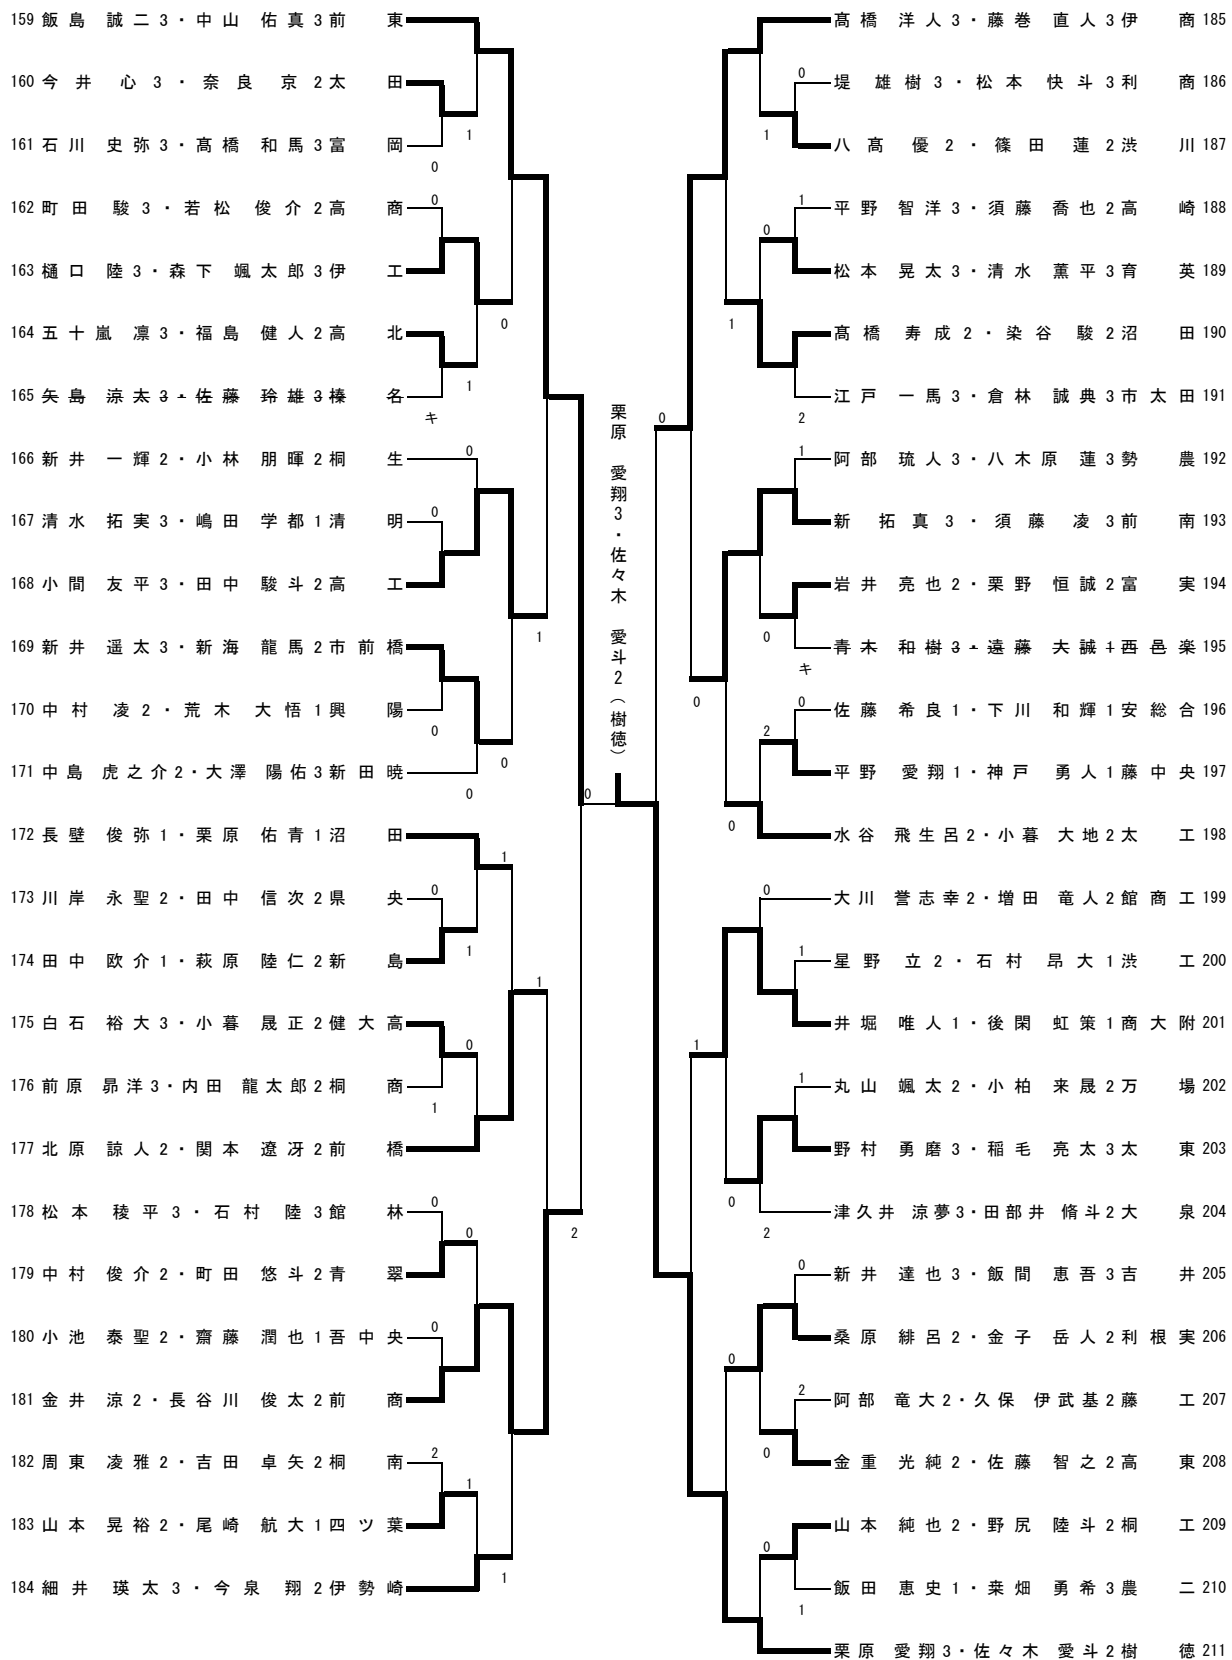 159 飯島 誠二3・中山 佑真3前 東
160 今井 心3・奈良 京2太 田
0
1
161 石川 史弥3・髙橋 和馬3富 岡
0
162 町田 駿3・若松 俊介2高 商
0
163 樋口 陸3・森下 颯太郎3伊 工
0
164 五十嵐 凛3・福島 健人2高 北
1
165 矢島 涼太3・佐藤 玲雄3榛 名
キ
166 新井 一輝2・小林 朋暉2桐 生
0
167 清水 拓実3・嶋田 学都1清 明
0
168 小間 友平3・田中 駿斗2高 工
1
169 新井 遥太3・新海 龍馬2市前橋
170 中村 凌2・荒木 大悟1興 陽
0
0
171 中島 虎之介2・大澤 陽佑3新田暁
0
0
172 長壁 俊弥1・栗原 佑青1沼 田
1
173 川岸 永聖2・田中 信次2県 央
0
1
174 田中 欧介1・萩原 陸仁2新 島
1
175 白石 裕大3・小暮 晟正2健大高
0
176 前原 昴洋3・内田 龍太郎2桐 商
1
177 北原 諒人2・関本 遼冴2前 橋
178 松本 稜平3・石村 陸3館 林
0
0
2
179 中村 俊介2・町田 悠斗2青 翠
180 小池 泰聖2・齋藤 潤也1吾中央
0
181 金井 涼2・長谷川 俊太2前 商
182 周東 凌雅2・吉田 卓矢2桐 南
2
1
183 山本 晃裕2・尾崎 航大1四ツ葉
184 細井 瑛太3・今泉 翔2伊勢崎
1
栗原 愛翔3・佐々木 愛斗2(樹徳)
髙橋 洋人3・藤巻 直人3伊 商 185
0
堤 雄樹3・松本 快斗3利 商 186
1
八髙 優2・篠田 蓮2渋 川 187
1
平野 智洋3・須藤 喬也2高 崎 188
0
松本 晃太3・清水 薫平3育 英 189
1
髙橋 寿成2・染谷 駿2沼 田 190
江戸 一馬3・倉林 誠典3市太田 191
2
0
1
阿部 琉人3・八木原 蓮3勢 農 192
新 拓真3・須藤 凌3前 南 193
岩井 亮也2・栗野 恒誠2富 実 194
0
青木 和樹3・遠藤 大誠1西邑楽 195
キ
0
0
佐藤 希良1・下川 和輝1安総合 196
2
平野 愛翔1・神戸 勇人1藤中央 197
0
水谷 飛生呂2・小暮 大地2太 工 198
0
大川 誉志幸2・増田 竜人2館商工 199
1
星野 立2・石村 昂大1渋 工 200
井堀 唯人1・後閑 虹策1商大附 201
1
1
丸山 颯太2・小柏 来晟2万 場 202
野村 勇磨3・稲毛 亮太3太 東 203
0
津久井 涼夢3・田部井 脩斗2大 泉 204
2
0
新井 達也3・飯間 恵吾3吉 井 205
桑原 緋呂2・金子 岳人2利根実 206
0
2
阿部 竜大2・久保 伊武基2藤 工 207
0
金重 光純2・佐藤 智之2高 東 208
山本 純也2・野尻 陸斗2桐 工 209
0
飯田 恵史1・来畑 勇希3農 二 210
1
栗原 愛翔3・佐々木 愛斗2樹 徳 211